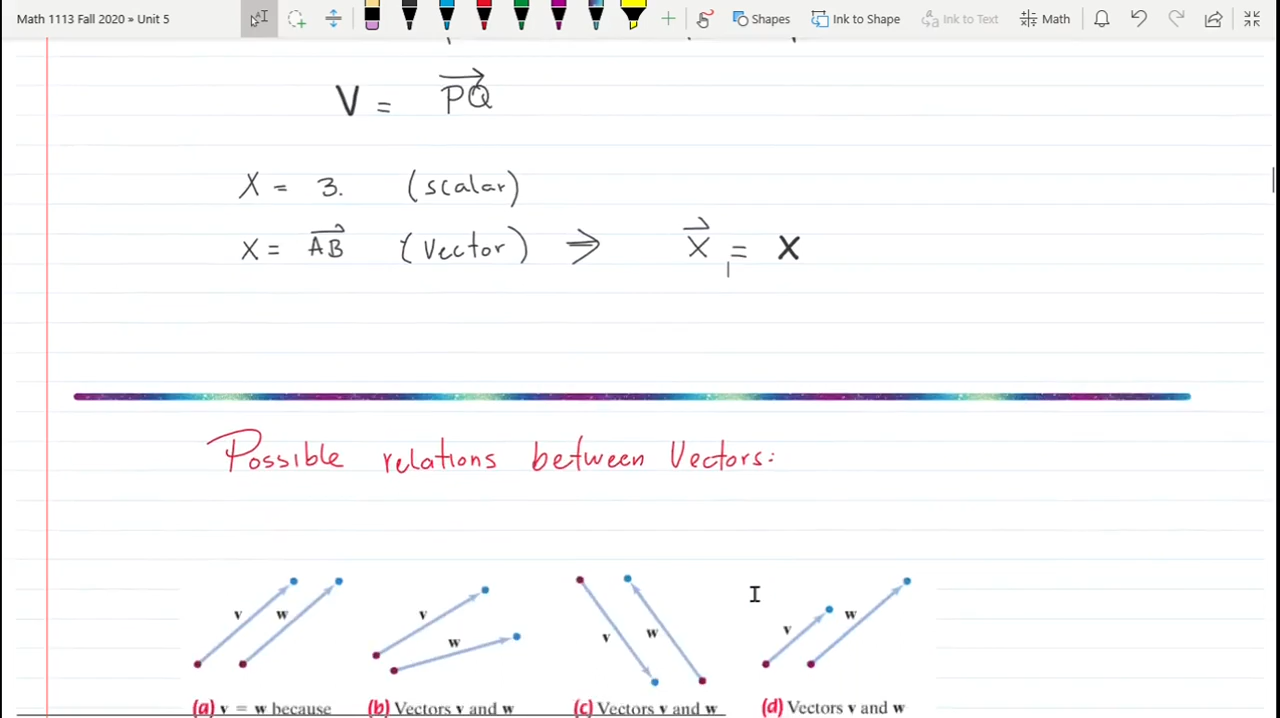 Math 1113 Fall 2020 » Unit 5
Shapes
Ink to Shape
Ink to Text
Math
V = PQ
X = 3. (scalar)
X = AB (Vector) ⇒ X = X
Possible relations between Vectors:
v w
v w
v w
v w
(a) v = w because
(b) Vectors v and w
(c) Vectors v and w
(d) Vectors v and w